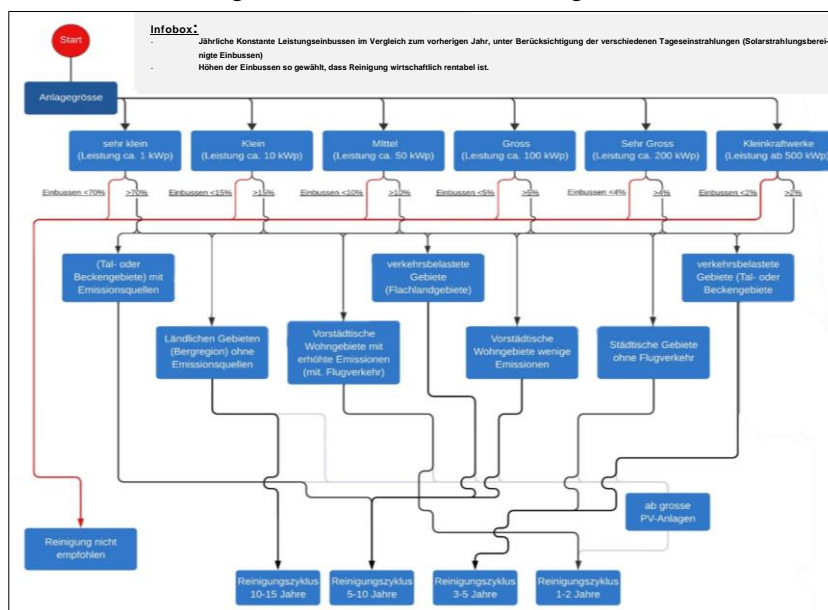 Start
Infobox:
- Jährliche Konstante Leistungseinbussen im Vergleich zum vorherigen Jahr, unter Berücksichtigung der verschiedenen Tageseinstrahlungen (Solarstrahlungsberei-
nigte Einbussen)
- Höhen der Einbussen so gewählt, dass Reinigung wirtschaftlich rentabel ist.
Anlagegrösse
sehr klein
(Leistung ca. 1 kWp)
Klein
(Leistung ca. 10 kWp)
MIttel
(Leistung ca. 50 kWp)
Gross
(Leistung ca. 100 kWp)
Sehr Gross
(Leistung ca. 200 kWp)
Kleinkraftwerke
(Leistung ab 500 kWp)
Einbussen <70%
>70%
Einbussen <15%
>15%
Einbussen <10%
>10%
Einbussen <5%
>5%
Einbussen <4%
>4%
Einbussen <2%
>2%
(Tal- oder
Beckengebiete) mit
Emissionsquellen
verkehrsbelastete
Gebiete
(Flachlandgebiete)
verkehrsbelastete
Gebiete (Tal- oder
Beckengebiete
Ländlichen Gebieten
(Bergregion) ohne
Emissionsquellen
Vorstädtische
Wohngebiete mit
erhöhte Emissionen
(mit. Flugverkehr)
Vorstädtische
Wohngebiete wenige
Emissionen
Städtische Gebiete
ohne Flugverkehr
ab grosse
PV-Anlagen
Reinigung nicht
empfohlen
Reinigungszyklus
10-15 Jahre
Reinigungszyklus
5-10 Jahre
Reinigungszyklus
3-5 Jahre
Reinigungszyklus
1-2 Jahre